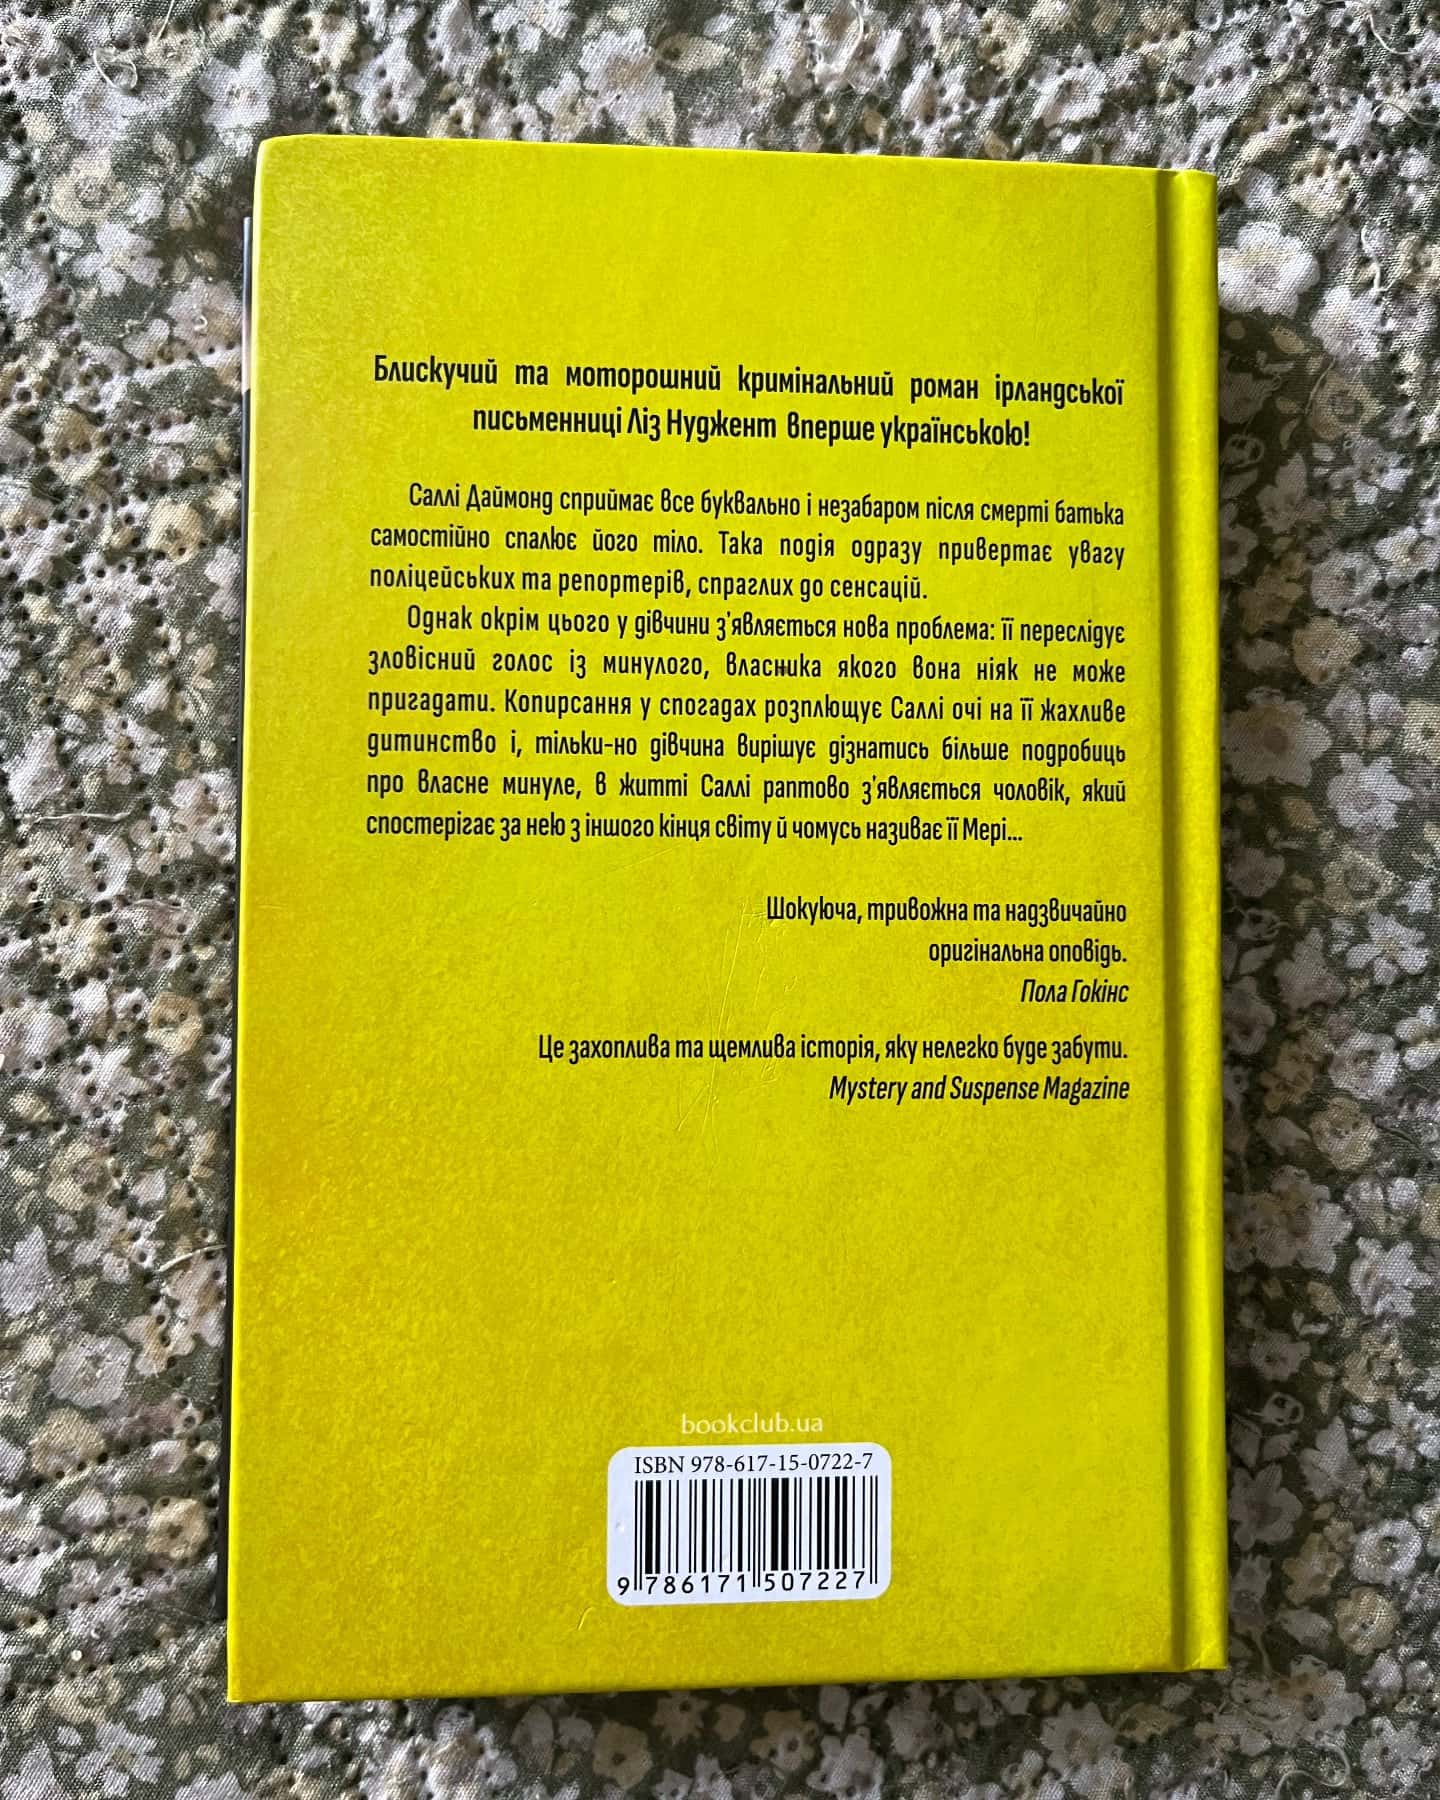 Блискучий та моторошний кримінальний роман ірландської
письменниці Ліз Нуджент вперше українською!
Саллі Даймонд сприймає все буквально і незабаром після смерті батька
самостійно спалює його тіло. Така подія одразу привертає увагу
поліцейських та репортерів, спраглих до сенсацій.
Однак окрім цього у дівчини з'являється нова проблема: її переслідує
зловісний голос із минулого, власника якого вона ніяк не може
пригадати. Копирсання у спогадах розплющує Саллі очі на її жахливе
дитинство і, тільки-но дівчина вирішує дізнатись більше подробиць
про власне минуле, в житті Саллі раптово з'являється чоловік, який
спостерігає за нею з іншого кінця світу й чомусь називає її Мері...
Шокуюча, тривожна та надзвичайно
оригінальна оповідь.
Пола Гокінс
Це захоплива та щемлива історія, яку нелегко буде забути.
Mystery and Suspense Magazine
bookclub.ua
ISBN 978-617-15-0722-7
9 786171 507227